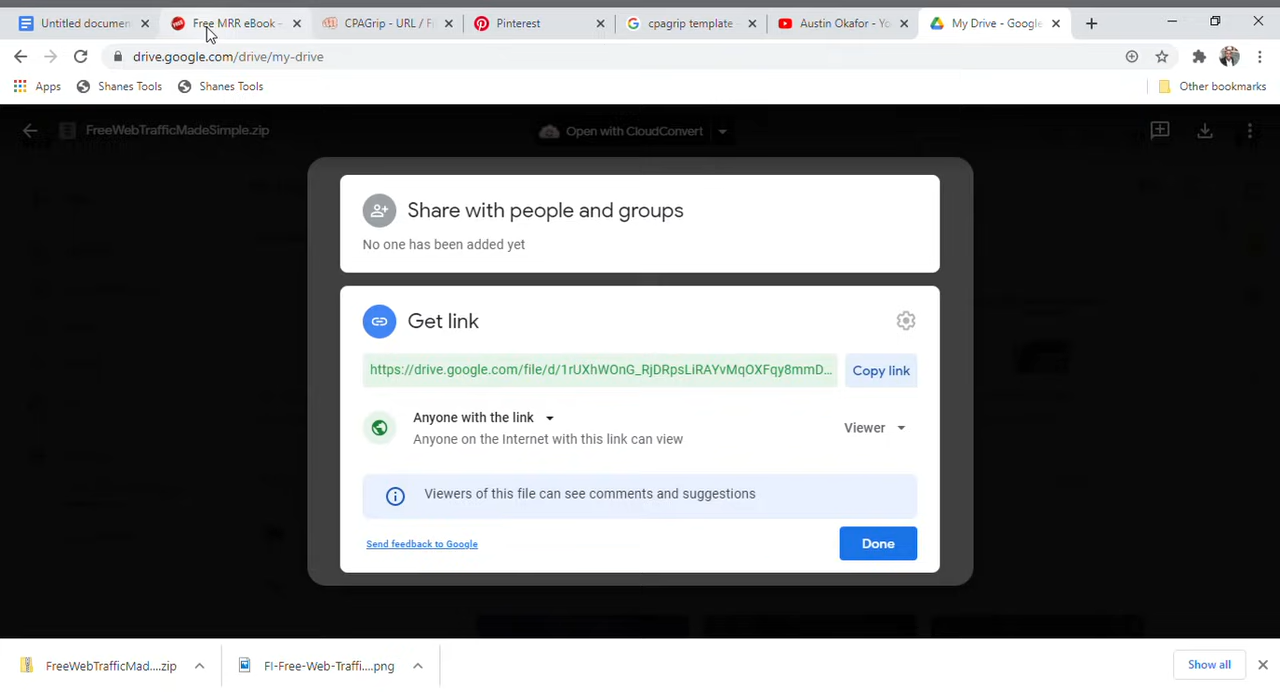 Untitled documen
Free MRR eBook -
CPAGrip - URL / Fi
Pinterest
cpagrip template
Austin Okafor - Yo
My Drive - Google
drive.google.com/drive/my-drive
Apps
Shanes Tools
Shanes Tools
Other bookmarks
FreeWebTrafficMadeSimple.zip
Open with CloudConvert
Share with people and groups
No one has been added yet
Get link
https://drive.google.com/file/d/1rUXhWOnG_RjDRpsLiRAYvMqOXFqy8mmD...
Copy link
Anyone with the link
Anyone on the Internet with this link can view
Viewer
Viewers of this file can see comments and suggestions
Send feedback to Google
Done
FreeWebTrafficMad....zip
FI-Free-Web-Traffi....png
Show all